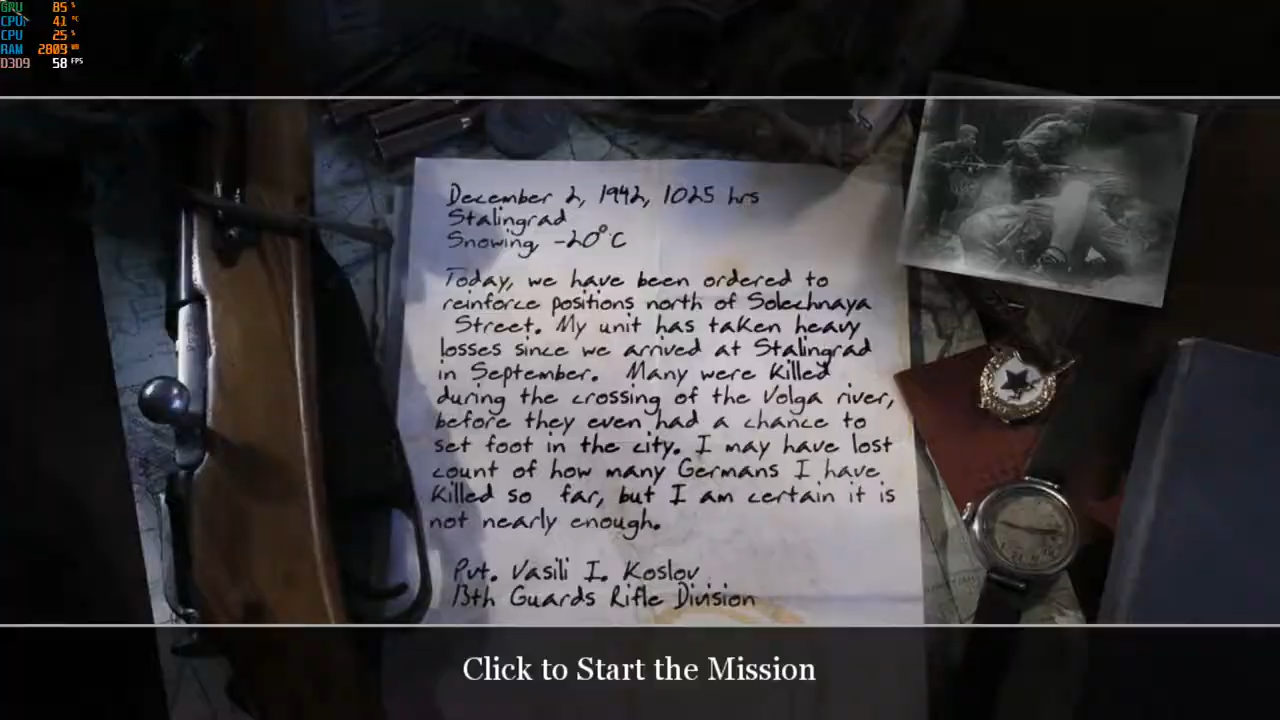 GPU 85 %
CPU 41 °C
CPU 25 %
RAM 2809 MB
D3D9 58 FPS
December 2, 1942, 1025 hrs
Stalingrad
Snowing, -20°C
Today, we have been ordered to
reinforce positions north of Solechnaya
Street. My unit has taken heavy
losses since we arrived at Stalingrad
in September. Many were killed
during the crossing of the Volga river,
before they even had a chance to
set foot in the city. I may have lost
count of how many Germans I have
killed so far, but I am certain it is
not nearly enough.
Pvt. Vasili I. Koslov
13th Guards Rifle Division
Click to Start the Mission